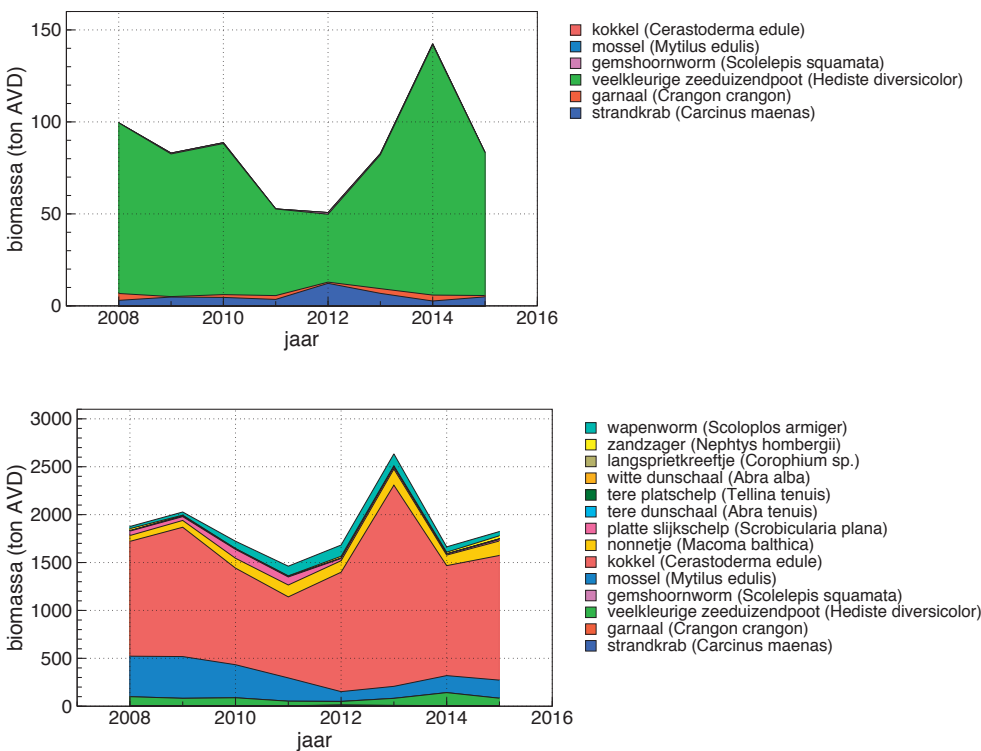 biomassa (ton AVD)
150
100
50
0
2008
2010
2012
2014
2016
jaar
kokkel (Cerastoderma edule)
mossel (Mytilus edulis)
gemshoornworm (Scolelepis squamata)
veelkleurige zeeduizendpoot (Hediste diversicolor)
garnaal (Crangon crangon)
strandkrab (Carcinus maenas)
biomassa (ton AVD)
3000
2500
2000
1500
1000
500
0
2008
2010
2012
2014
2016
jaar
wapenworm (Scoloplos armiger)
zandzager (Nephtys hombergii)
langsprietkreeftje (Corophium sp.)
witte dunschaal (Abra alba)
tere platschelp (Tellina tenuis)
tere dunschaal (Abra tenuis)
platte slijkschelp (Scrobicularia plana)
nonnetje (Macoma balthica)
kokkel (Cerastoderma edule)
mossel (Mytilus edulis)
gemshoornworm (Scolelepis squamata)
veelkleurige zeeduizendpoot (Hediste diversicolor)
garnaal (Crangon crangon)
strandkrab (Carcinus maenas)